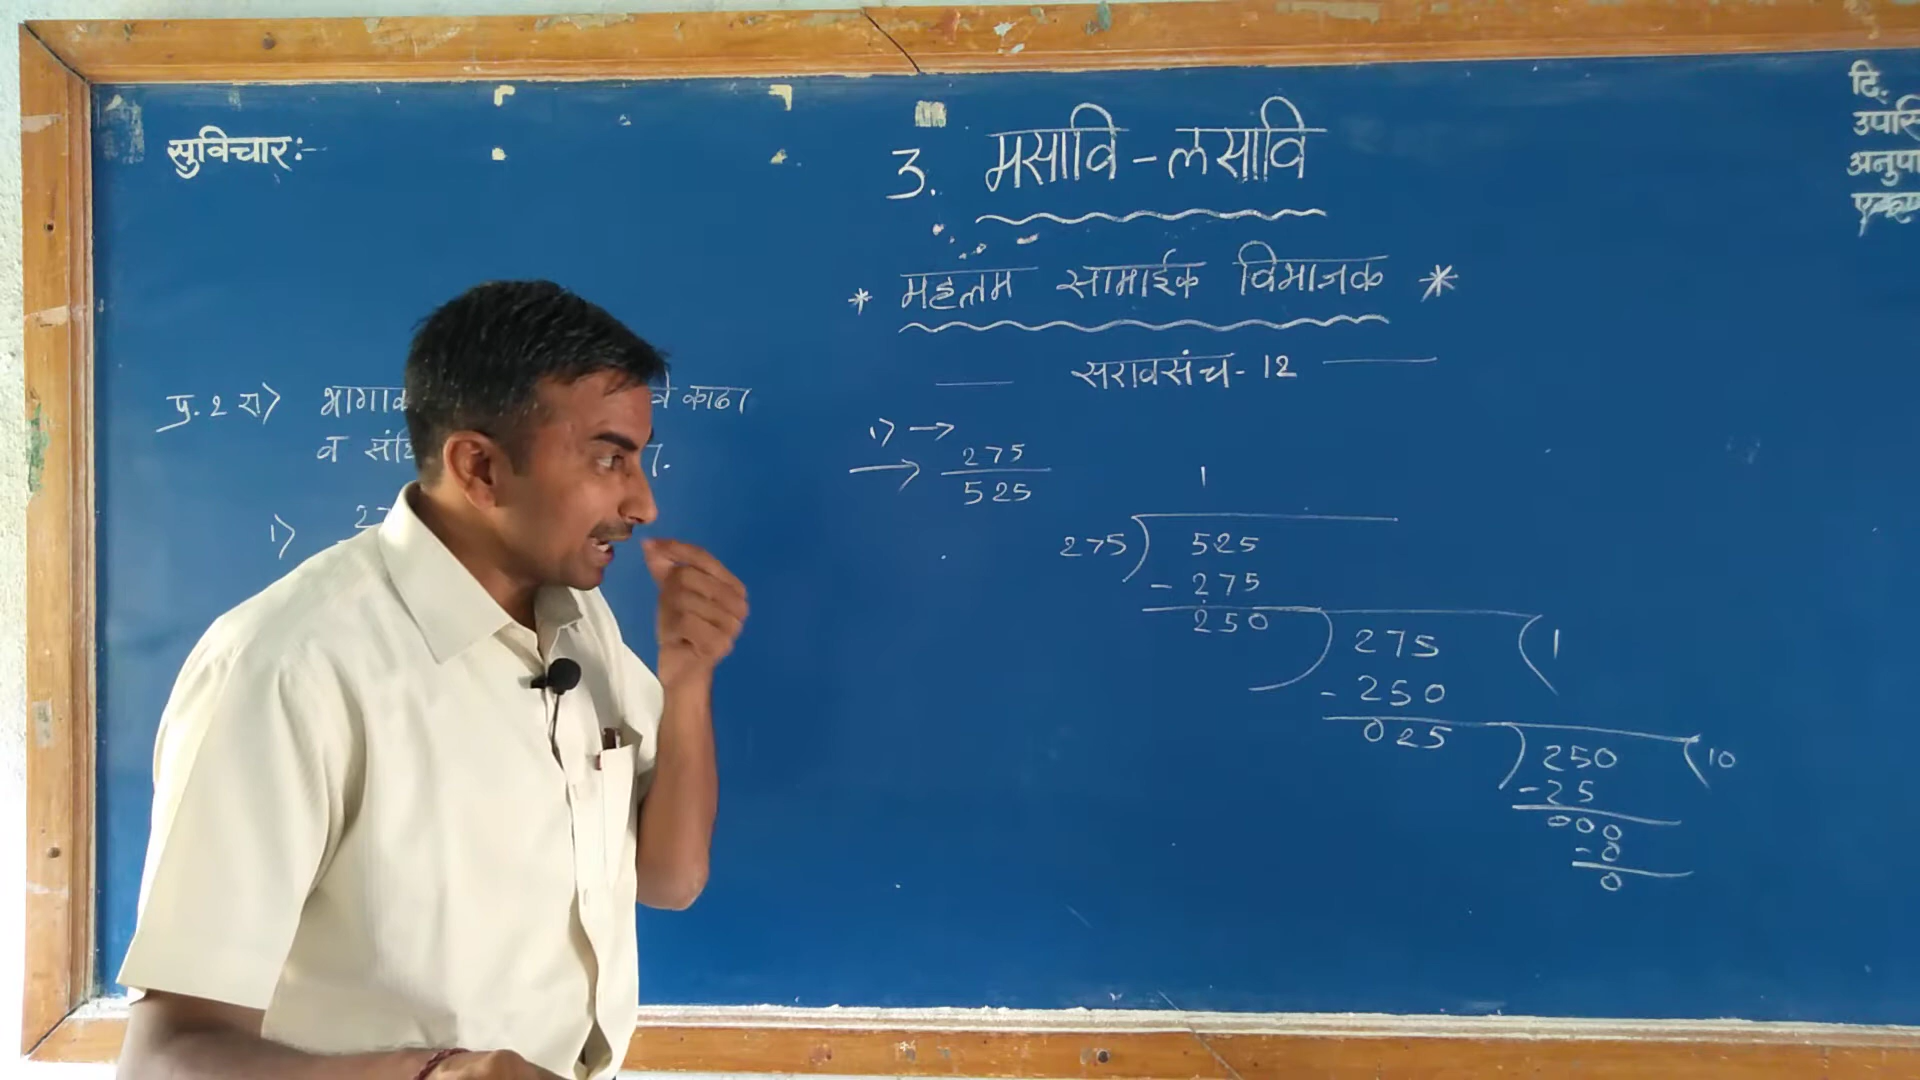 सुविचार:-
3. मसावि - लसावि
* महत्तम सामाईक विभाजक *
सरावसंच - 12
प्र. 2 रा) काढा
व
1)
1) →
→ 275
525
1
275 ) 525
- 275
250 ) 275 ( 1
- 250
025 ) 250 ( 10
- 25
000
- 0
0
दि.